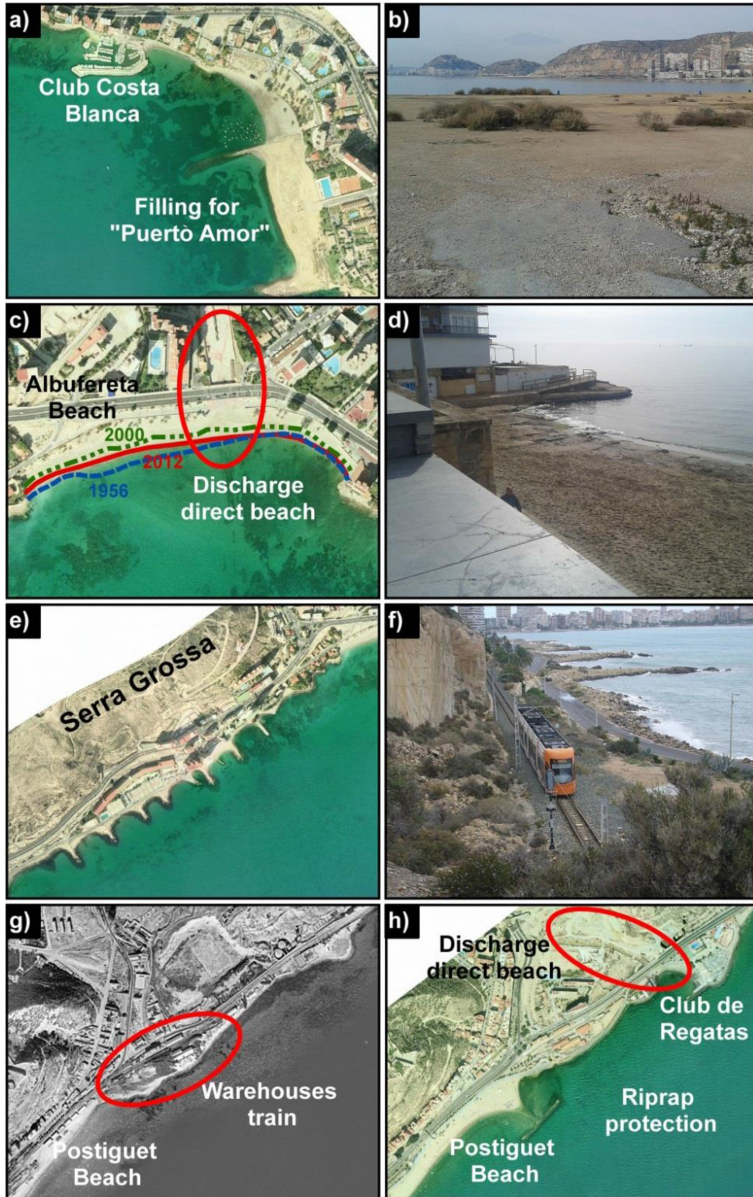 a)
Club Costa
Blanca
Filling for
"Puertò Amor"
b)
c)
Albufereta
Beach
2000
2012
1956
Discharge
direct beach
d)
e)
Serra Grossa
f)
g)
Warehouses
train
Postiguet
Beach
h)
Discharge
direct beach
Club de
Regatas
Riprap
protection
Postiguet
Beach